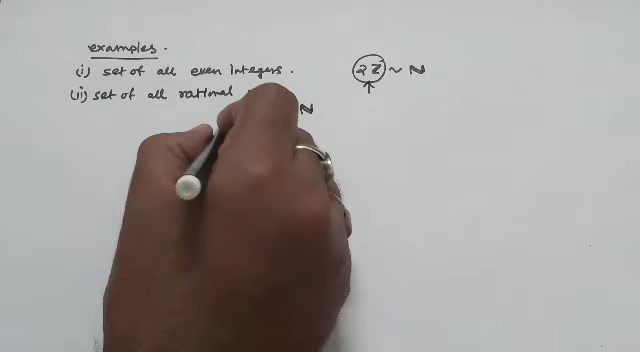 examples.
(i) set of all even integers. 2Z ~ N
(ii) set of all rational
N